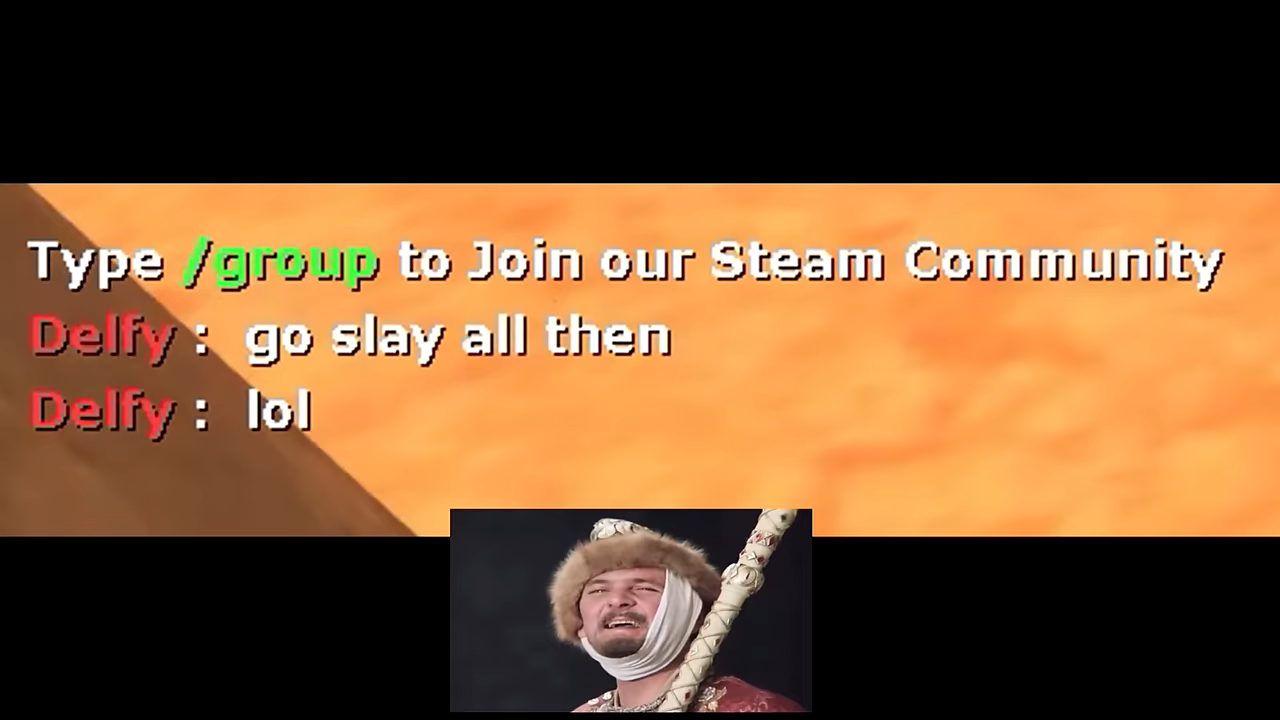 Type /group to Join our Steam Community
Delfy : go slay all then
Delfy : lol